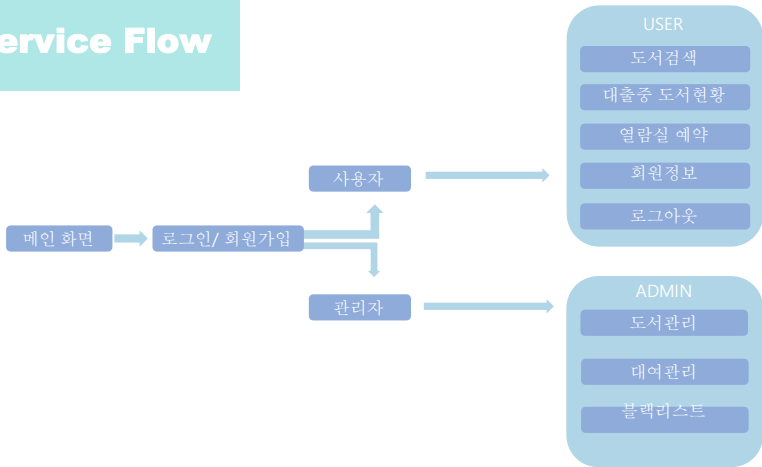 ervice Flow
메인 화면
로그인/ 회원가입
사용자
관리자
USER
도서검색
대출중 도서현황
열람실 예약
회원정보
로그아웃
ADMIN
도서관리
대여관리
블랙리스트